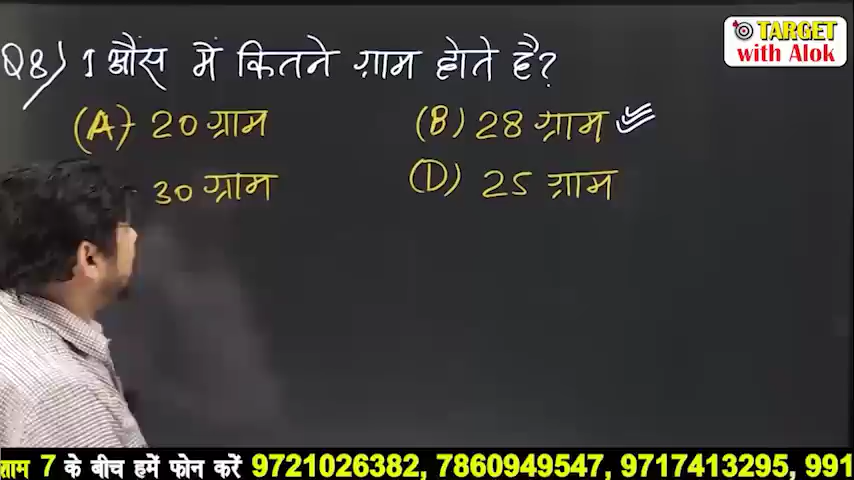 Q8) 1 औंस में कितने ग्राम होते है?
(A) 20 ग्राम (B) 28 ग्राम
30 ग्राम (D) 25 ग्राम
TARGET
with Alok
शाम 7 के बीच हमें फोन करें 9721026382, 7860949547, 9717413295, 991